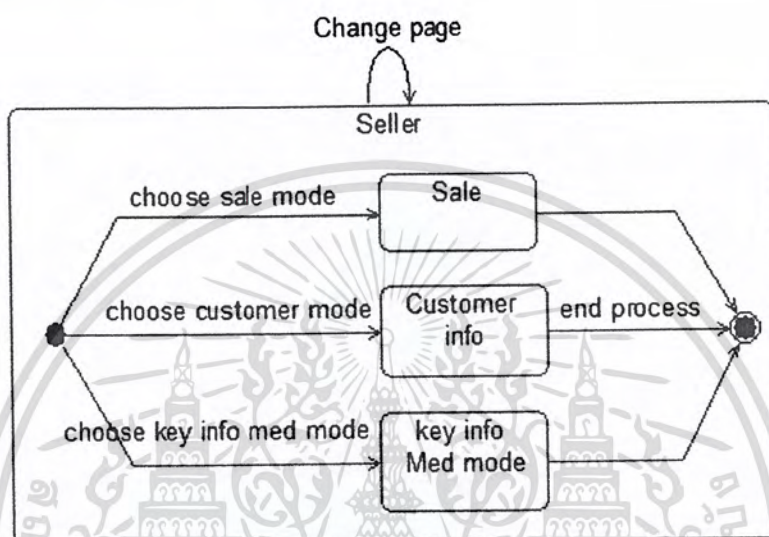 Change page
Seller
choose sale mode
Sale
choose customer mode
Customer
info
end process
choose key info med mode
key info
Med mode